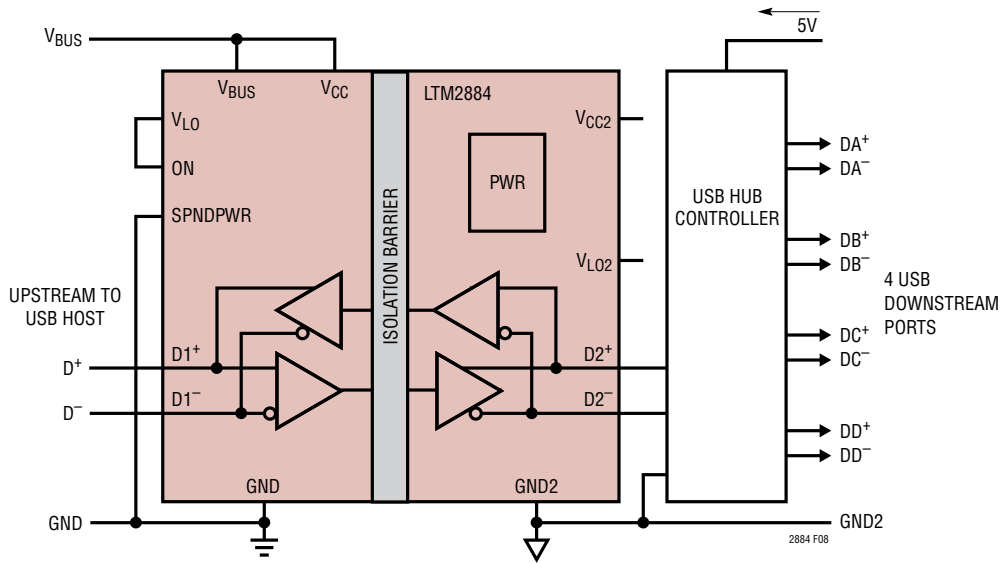 5V
VBUS
VBUS
VCC
LTM2884
VLO
VCC2
ON
PWR
USB HUB
CONTROLLER
SPNDPWR
ISOLATION BARRIER
VLO2
UPSTREAM TO
USB HOST
D+
D1+
D2+
D−
D1−
D2−
DA+
DA−
DB+
DB−
4 USB
DOWNSTREAM
PORTS
DC+
DC−
DD+
DD−
GND
GND2
GND
GND2
2884 F08